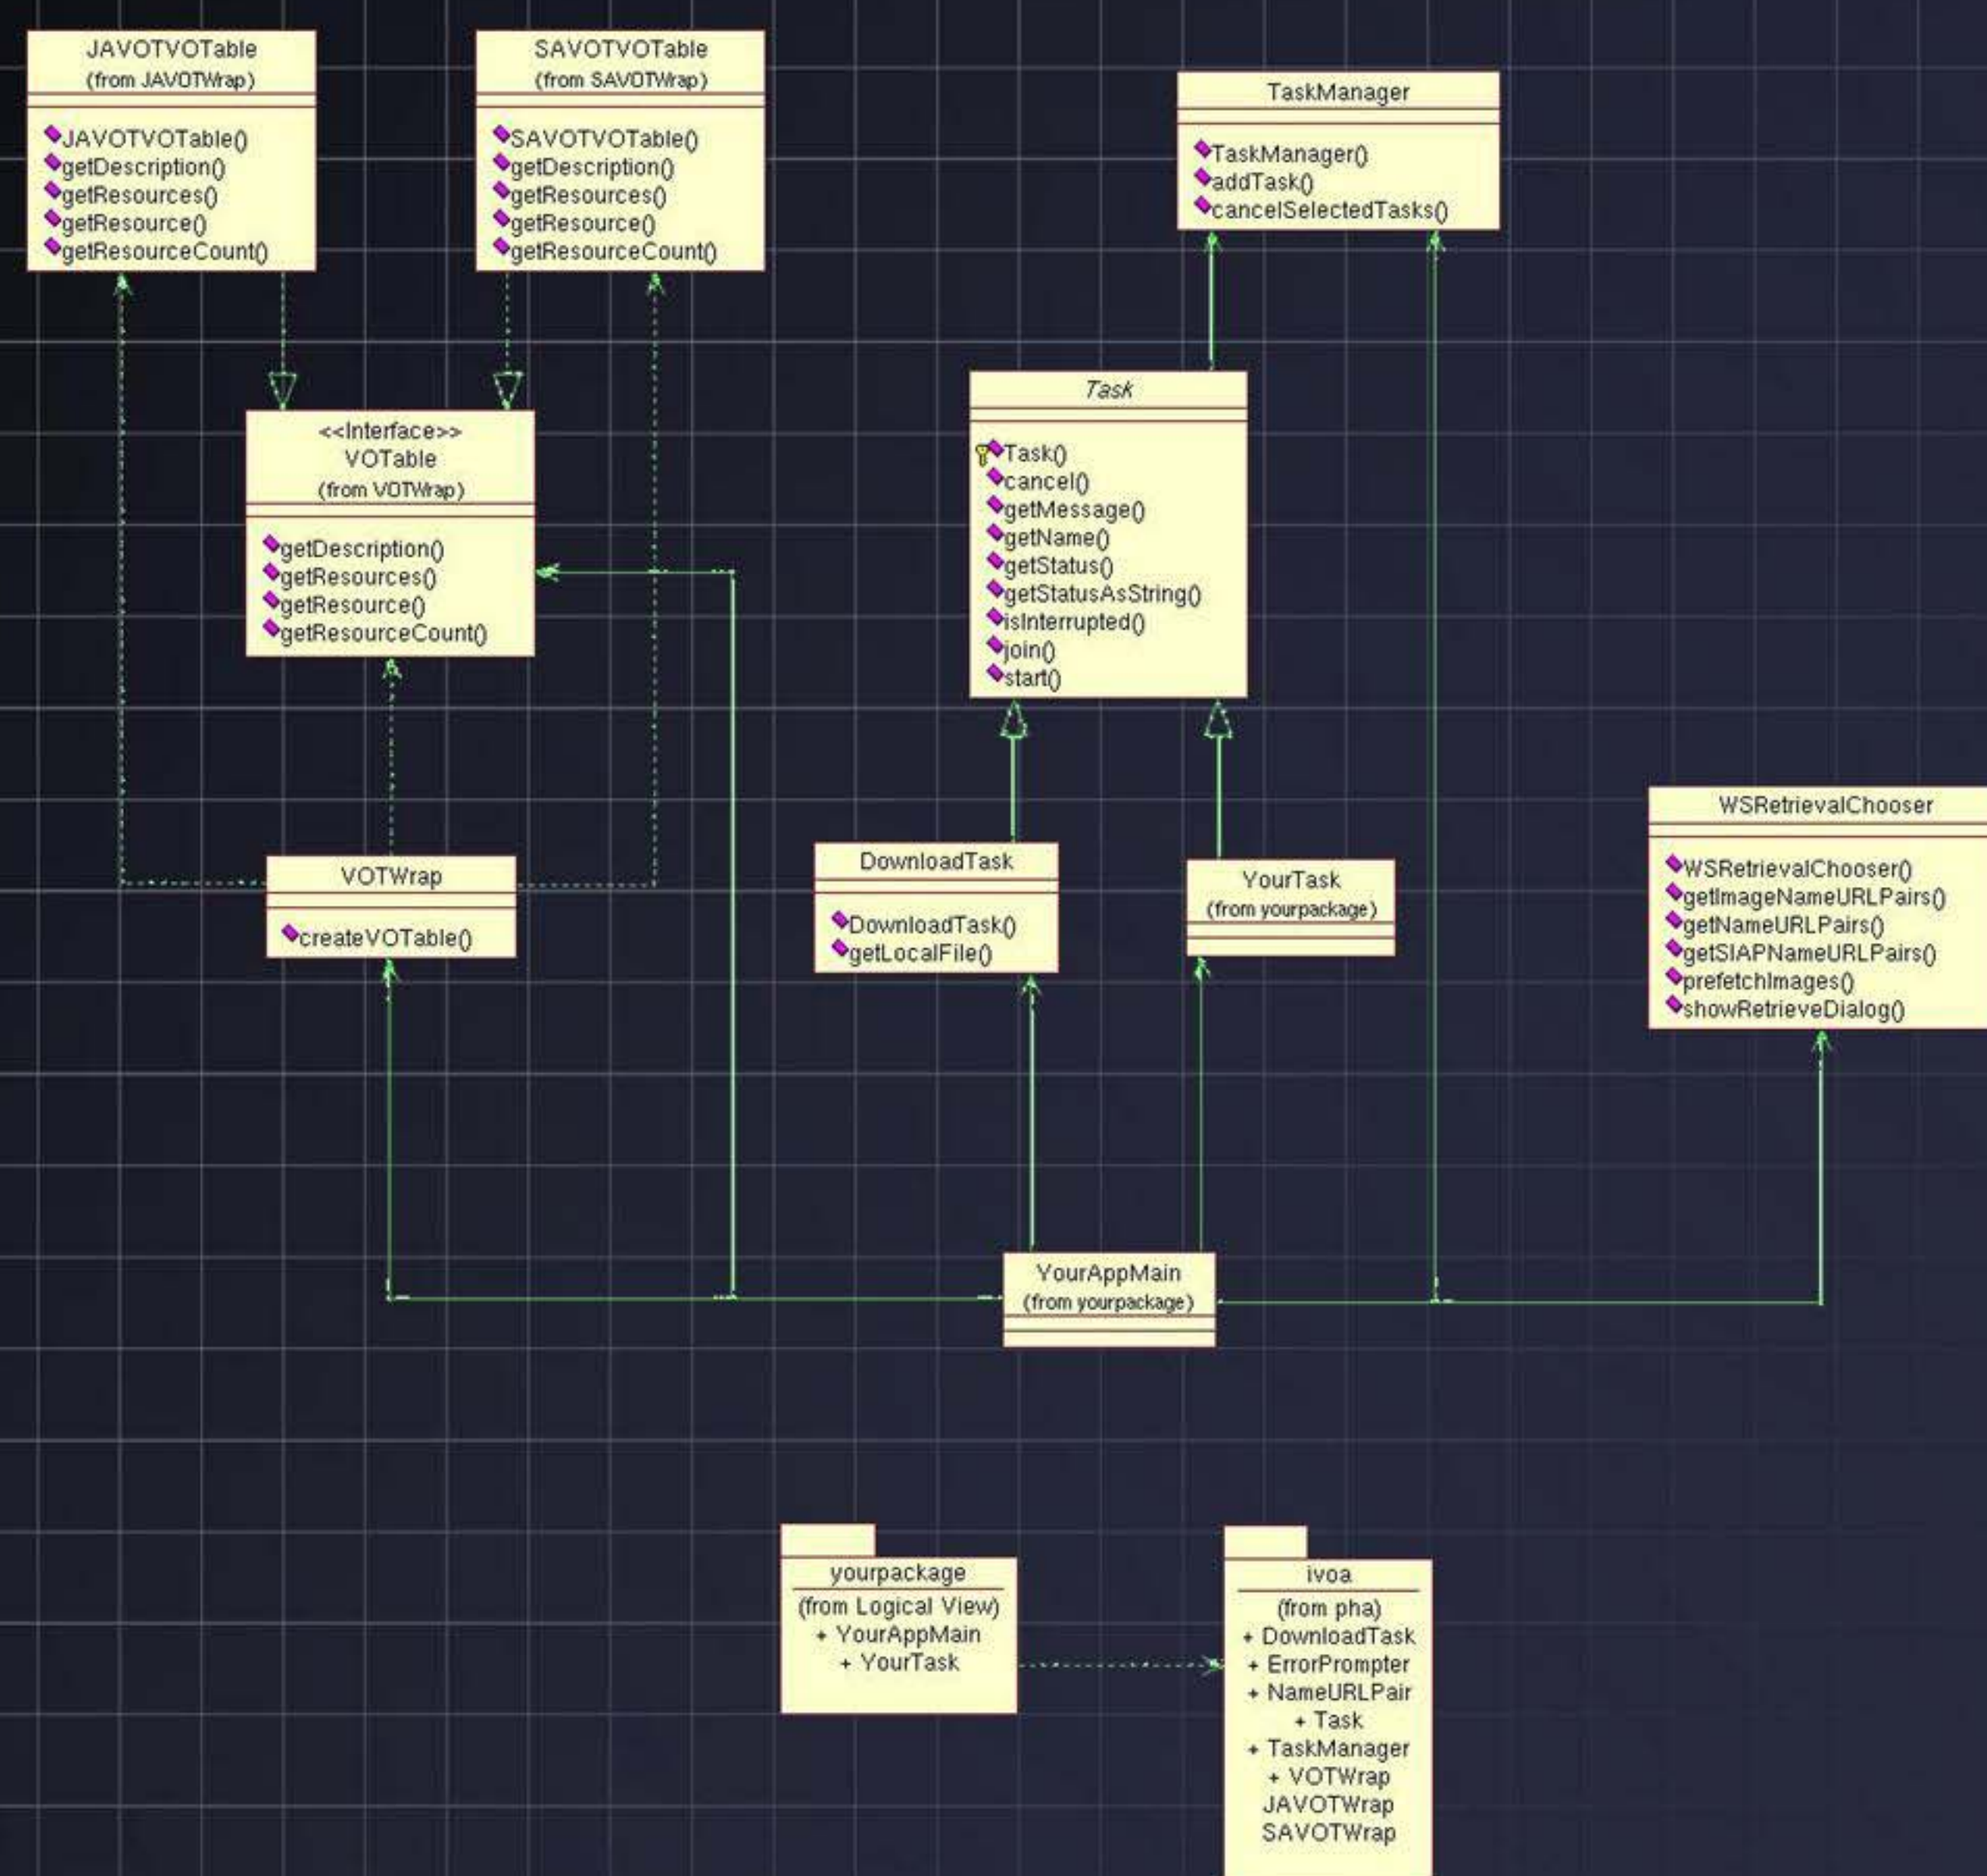 JAVOTVOTable
(from JAVOTWrap)
JAVOTVOTable()
getDescription()
getResources()
getResource()
getResourceCount()
SAVOTVOTable
(from SAVOTWrap)
SAVOTVOTable()
getDescription()
getResources()
getResource()
getResourceCount()
TaskManager
TaskManager()
addTask()
cancelSelectedTasks()
<<Interface>>
VOTable
(from VOTWrap)
getDescription()
getResources()
getResource()
getResourceCount()
Task
Task()
cancel()
getMessage()
getName()
getStatus()
getStatusAsString()
isInterrupted()
join()
start()
VOTWrap
createVOTable()
DownloadTask
DownloadTask()
getLocalFile()
YourTask
(from yourpackage)
WSRetrievalChooser
WSRetrievalChooser()
getImageNameURLPairs()
getNameURLPairs()
getSIAPNameURLPairs()
prefetchImages()
showRetrieveDialog()
YourAppMain
(from yourpackage)
yourpackage
(from Logical View)
+ YourAppMain
+ YourTask
ivoa
(from pha)
+ DownloadTask
+ ErrorPrompter
+ NameURLPair
+ Task
+ TaskManager
+ VOTWrap
JAVOTWrap
SAVOTWrap